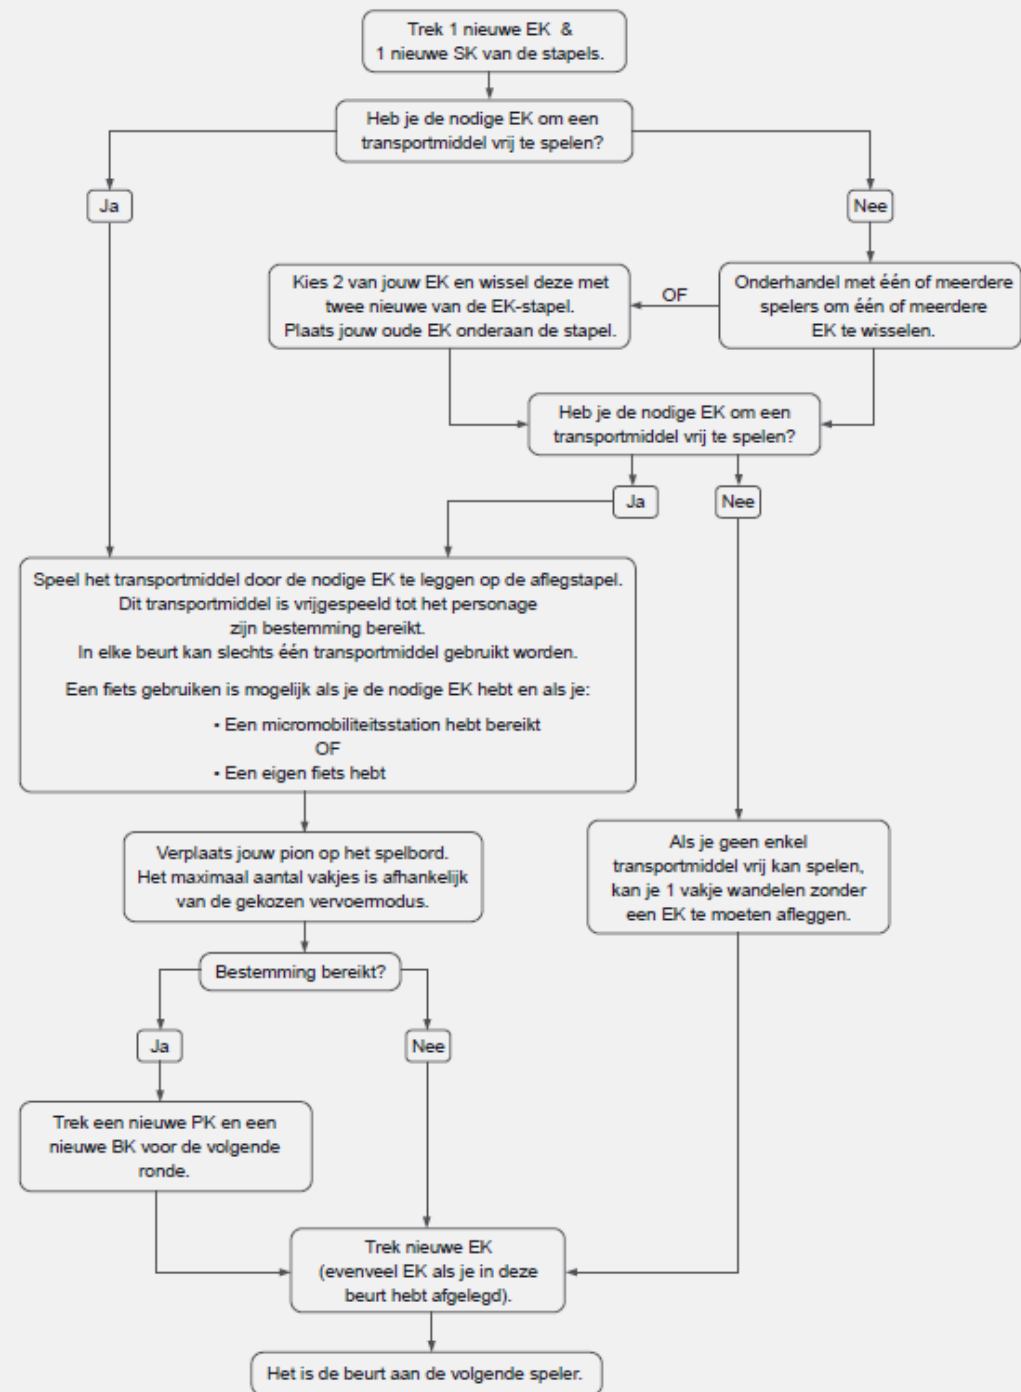 Trek 1 nieuwe EK &
1 nieuwe SK van de stapels.
Heb je de nodige EK om een
transportmiddel vrij te spelen?
Ja
Nee
Kies 2 van jouw EK en wissel deze met
twee nieuwe van de EK-stapel.
Plaats jouw oude EK onderaan de stapel.
OF
Onderhandel met één of meerdere
spelers om één of meerdere
EK te wisselen.
Heb je de nodige EK om een
transportmiddel vrij te spelen?
Ja
Nee
Speel het transportmiddel door de nodige EK te leggen op de aflegstapel.
Dit transportmiddel is vrijgespeeld tot het personage
zijn bestemming bereikt.
In elke beurt kan slechts één transportmiddel gebruikt worden.
Een fiets gebruiken is mogelijk als je de nodige EK hebt en als je:
• Een micromobiliteitsstation hebt bereikt
OF
• Een eigen fiets hebt
Verplaats jouw pion op het spelbord.
Het maximaal aantal vakjes is afhankelijk
van de gekozen vervoermodus.
Als je geen enkel
transportmiddel vrij kan spelen,
kan je 1 vakje wandelen zonder
een EK te moeten afleggen.
Bestemming bereikt?
Ja
Nee
Trek een nieuwe PK en een
nieuwe BK voor de volgende
ronde.
Trek nieuwe EK
(evenveel EK als je in deze
beurt hebt afgelegd).
Het is de beurt aan de volgende speler.